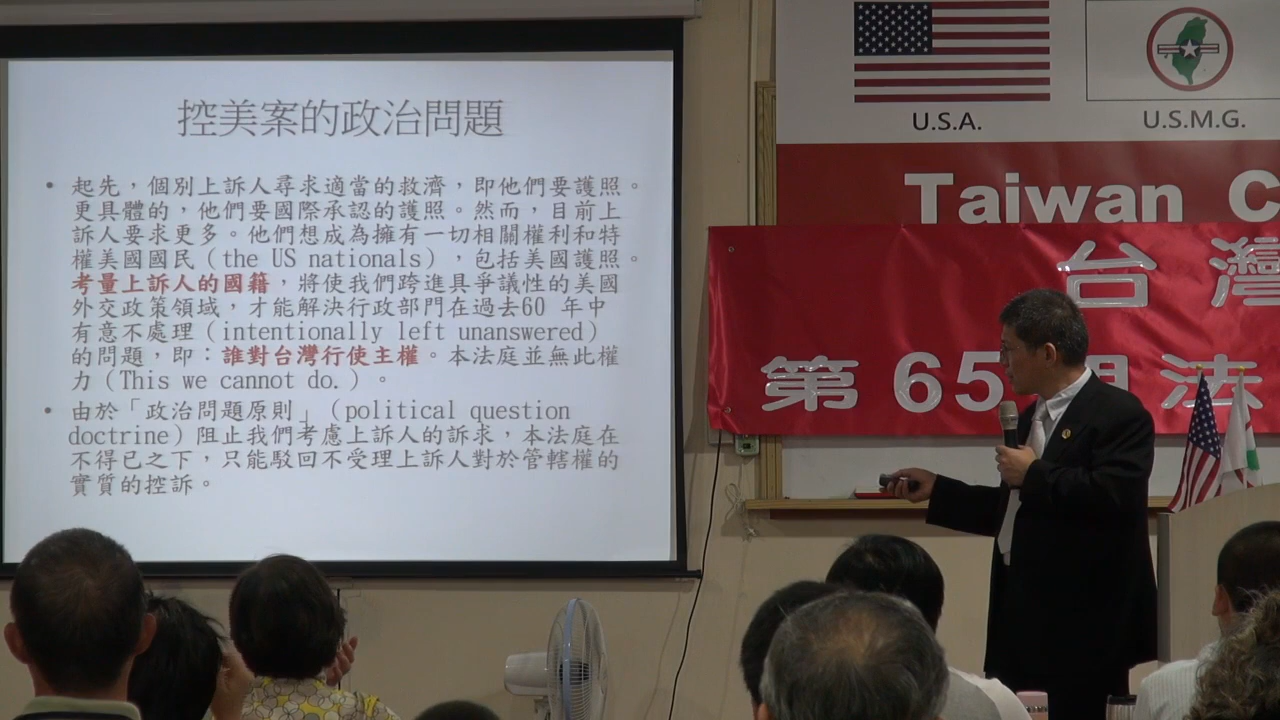 控美案的政治問題
• 起先，個別上訴人尋求適當的救濟，即他們要護照。
更具體的，他們要國際承認的護照。然而，目前上
訴人要求更多。他們想成為擁有一切相關權利和特
權美國國民（the US nationals），包括美國護照。
考量上訴人的國籍，將使我們跨進具爭議性的美國
外交政策領域，才能解決行政部門在過去60 年中
有意不處理（intentionally left unanswered）
的問題，即：誰對台灣行使主權。本法庭並無此權
力（This we cannot do.）。
• 由於「政治問題原則」（political question
doctrine）阻止我們考慮上訴人的訴求，本法庭在
不得已之下，只能駁回不受理上訴人對於管轄權的
實質的控訴。
U.S.A.
U.S.M.G.
Taiwan C
台灣
第65 法